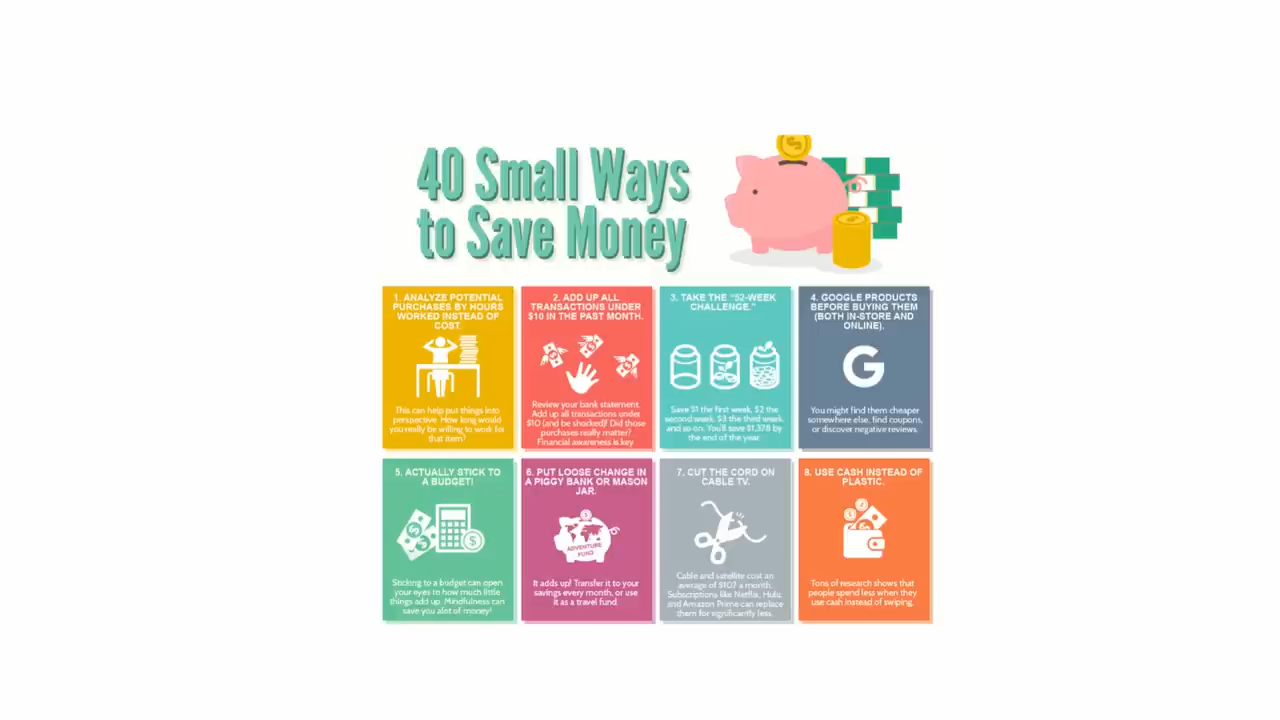 40 Small Ways
to Save Money
1. ANALYZE POTENTIAL
PURCHASES BY HOURS
WORKED INSTEAD OF
COST.
This can help put things into
perspective. How long would
you really be willing to work for
that item?
2. ADD UP ALL
TRANSACTIONS UNDER
$10 IN THE PAST MONTH.
Review your bank statement.
Add up all transactions under
$10 (and be shocked)! Did those
purchases really matter?
Financial awareness is key
3. TAKE THE "52-WEEK
CHALLENGE."
Save $1 the first week, $2 the
second week, $3 the third week,
and so on. You'll save $1,378 by
the end of the year.
4. GOOGLE PRODUCTS
BEFORE BUYING THEM
(BOTH IN-STORE AND
ONLINE).
G
You might find them cheaper
somewhere else, find coupons,
or discover negative reviews.
5. ACTUALLY STICK TO
A BUDGET!
Sticking to a budget can open
your eyes to how much little
things add up. Mindfulness can
save you alot of money!
6. PUT LOOSE CHANGE IN
A PIGGY BANK OR MASON
JAR.
ADVENTURE
FUND
It adds up! Transfer it to your
savings every month, or use
it as a travel fund.
7. CUT THE CORD ON
CABLE TV.
Cable and satellite cost an
average of $107 a month.
Subscriptions like Netflix, Hulu,
and Amazon Prime can replace
them for significantly less.
8. USE CASH INSTEAD OF
PLASTIC.
Tons of research shows that
people spend less when they
use cash instead of swiping.